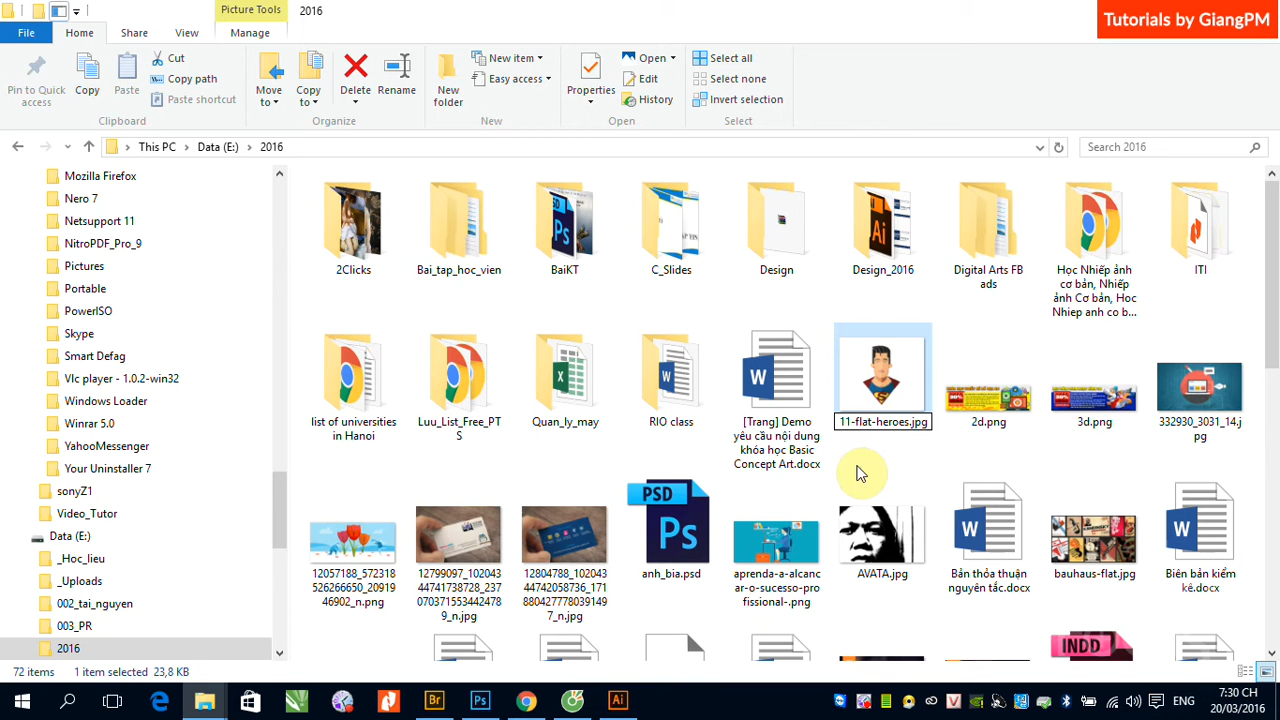 Picture Tools
2016
Tutorials by GiangPM
File
Home
Share
View
Manage
Pin to Quick
access
Copy
Paste
Cut
Copy path
Paste shortcut
Clipboard
Move
to
Copy
to
Delete
Rename
Organize
New
folder
New item
Easy access
New
Properties
Open
Edit
History
Open
Select all
Select none
Invert selection
Select
This PC
Data (E:)
2016
Search 2016
Mozilla Firefox
Nero 7
Netsupport 11
NitroPDF_Pro_9
Pictures
Portable
PowerISO
Skype
Smart Defag
Vlc player - 1.0.2-win32
Windows Loader
Winrar 5.0
YahooMessenger
Your Uninstaller 7
sonyZ1
Video_Tutor
Data (E:)
_Hoc_lieu
_Uploads
002_tai_nguyen
003_PR
2016
2Clicks
Bai_tap_hoc_vien
BaiKT
C_Slides
Design
Design_2016
Digital Arts FB
ads
Học Nhiếp ảnh
cơ bản, Nhiếp
ảnh Cơ bản, Hoc
Nhiep anh co b...
ITI
list of universities
in Hanoi
Luu_List_Free_PT
S
Quan_ly_may
RIO class
[Trang] Demo
yêu cầu nội dung
khóa học Basic
Concept Art.docx
11-flat-heroes.jpg
2d.png
3d.png
332930_3031_14.j
pg
12057188_572318
526266650_20919
46902_n.png
12799097_102043
44741738728_237
070371553442478
9_n.jpg
12804788_102043
44742058736_171
880427778039149
7_n.jpg
PSD
Ps
anh_bia.psd
aprenda-a-alcanc
ar-o-sucesso-pro
fissional-.png
AVATA.jpg
Bản thỏa thuận
nguyên tắc.docx
bauhaus-flat.jpg
Biên bản kiểm
kê.docx
INDD
72 items
1 item selected
23,8 KB
ENG
7:30 CH
20/03/2016